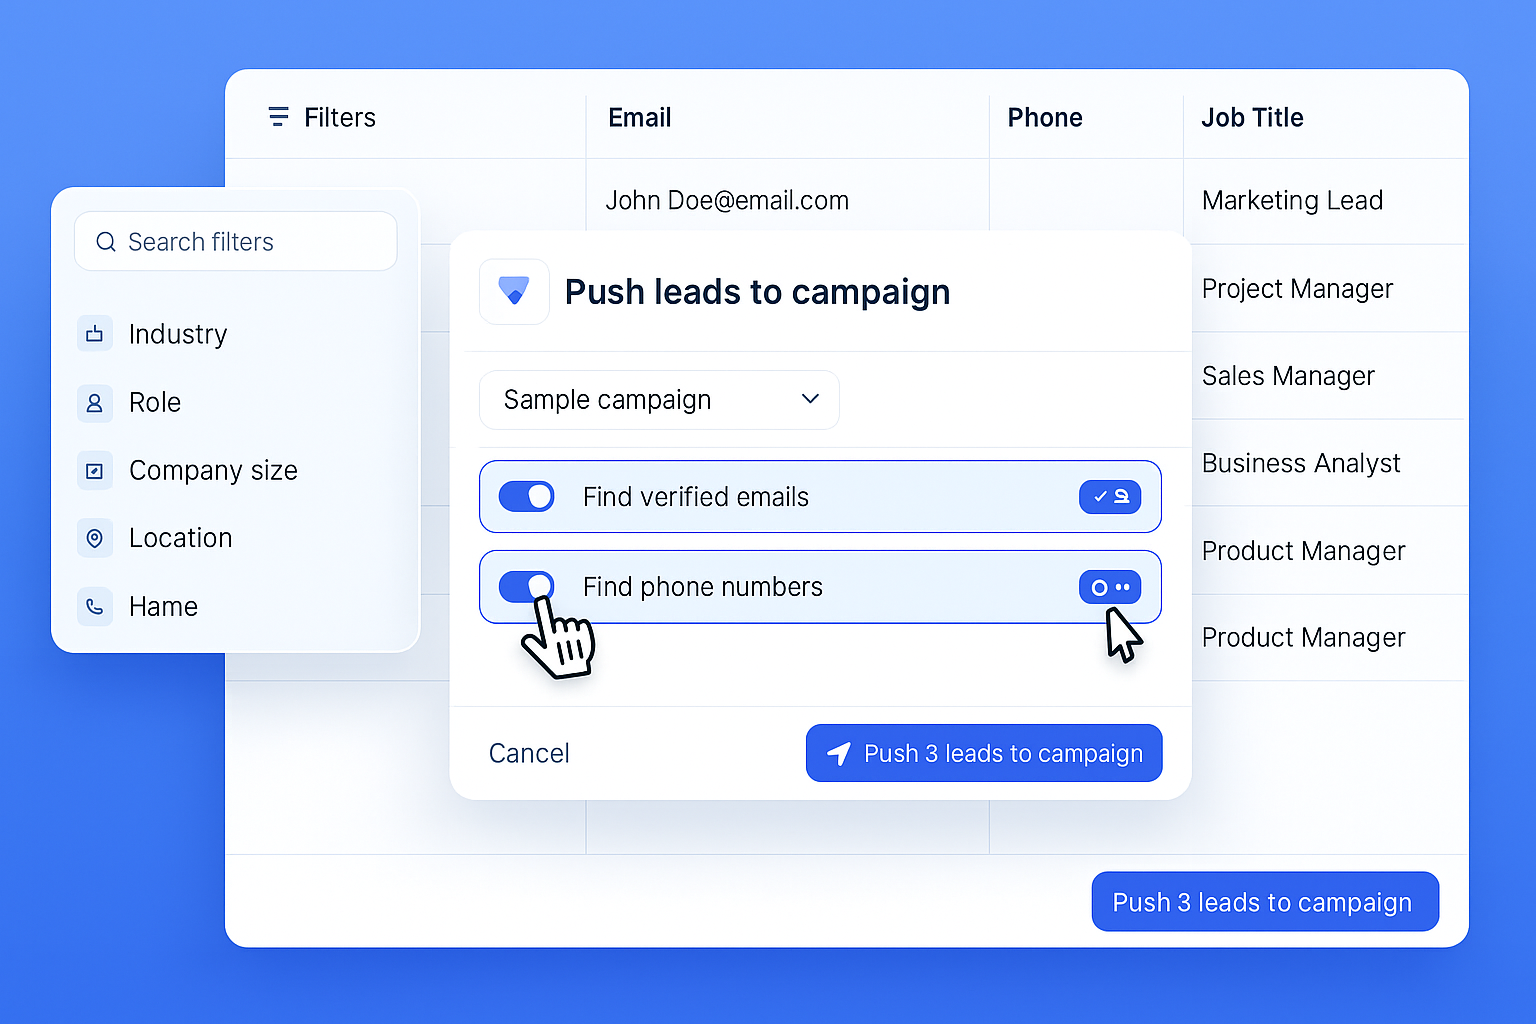 Filters
Email
Phone
Job Title
John Doe@email.com
Marketing Lead
Search filters
Industry
Role
Company size
Location
Hame
Push leads to campaign
Sample campaign
Find verified emails
Find phone numbers
Cancel
Push 3 leads to campaign
Project Manager
Sales Manager
Business Analyst
Product Manager
Product Manager
Push 3 leads to campaign